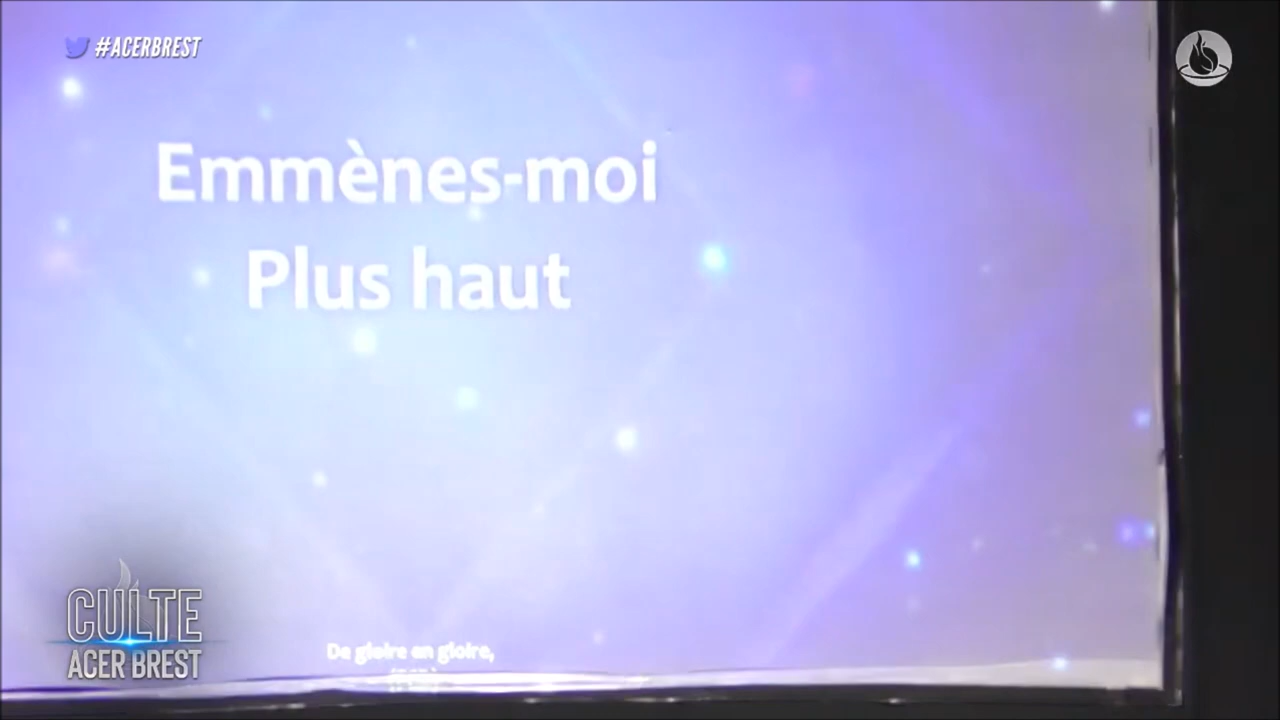 #ACERBREST
Emmènes-moi
Plus haut
De gloire en gloire,
CULTE
ACER BREST